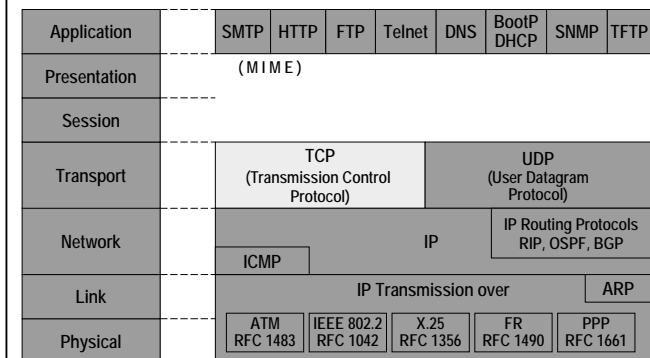 Application SMTP HTTP FTP Telnet DNS BootP DHCP SNMP TFTP
Presentation (MIME)
Session
Transport
TCP
(Transmission Control
Protocol)
UDP
(User Datagram
Protocol)
Network
IP
IP Routing Protocols
RIP, OSPF, BGP
ICMP
Link
IP Transmission over
ARP
Physical
ATM
RFC 1483
IEEE 802.2
RFC 1042
X.25
RFC 1356
FR
RFC 1490
PPP
RFC 1661